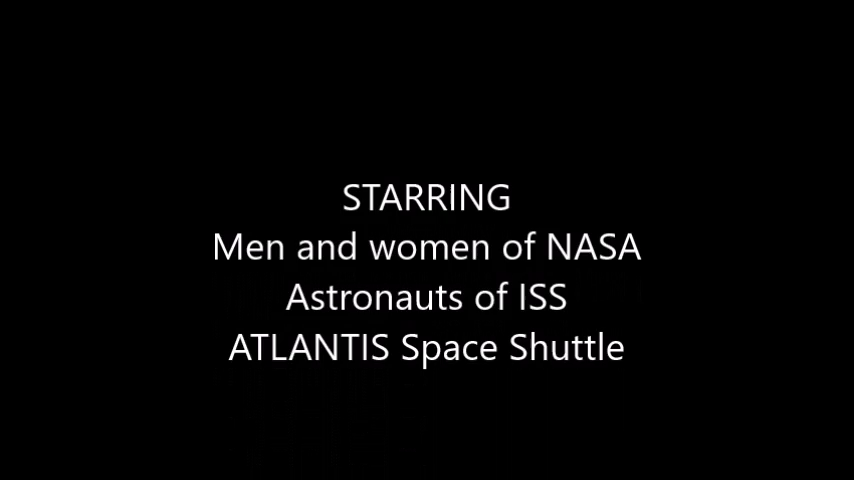 STARRING
Men and women of NASA
Astronauts of ISS
ATLANTIS Space Shuttle